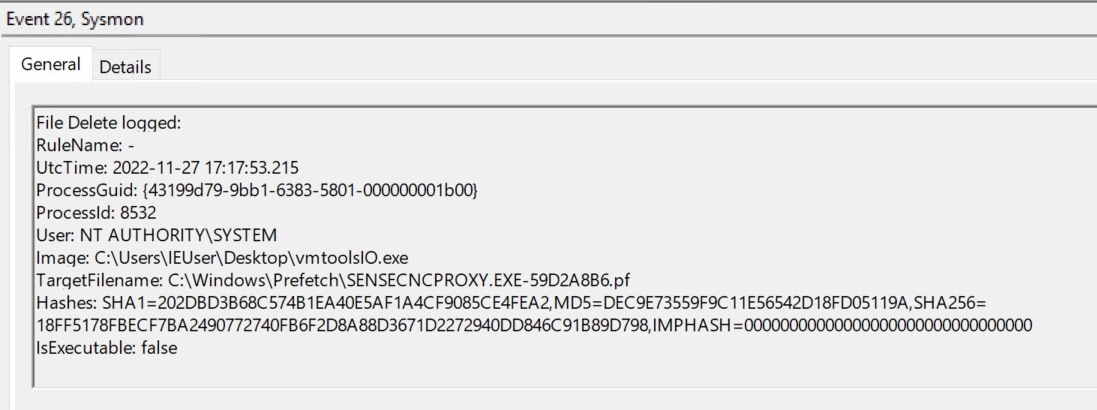 Event 26, Sysmon
General
Details
File Delete logged:
RuleName: -
UtcTime: 2022-11-27 17:17:53.215
ProcessGuid: {43199d79-9bb1-6383-5801-000000001b00}
ProcessId: 8532
User: NT AUTHORITY\SYSTEM
Image: C:\Users\IEUser\Desktop\vmtoolsIO.exe
TargetFilename: C:\Windows\Prefetch\SENSECNCPROXY.EXE-59D2A8B6.pf
Hashes: SHA1=202DBD3B68C574B1EA40E5AF1A4CF9085CE4FEA2,MD5=DEC9E73559F9C11E56542D18FD05119A,SHA256=
18FF5178FBECF7BA2490772740FB6F2D8A88D3671D2272940DD846C91B89D798,IMPHASH=00000000000000000000000000000000
IsExecutable: false